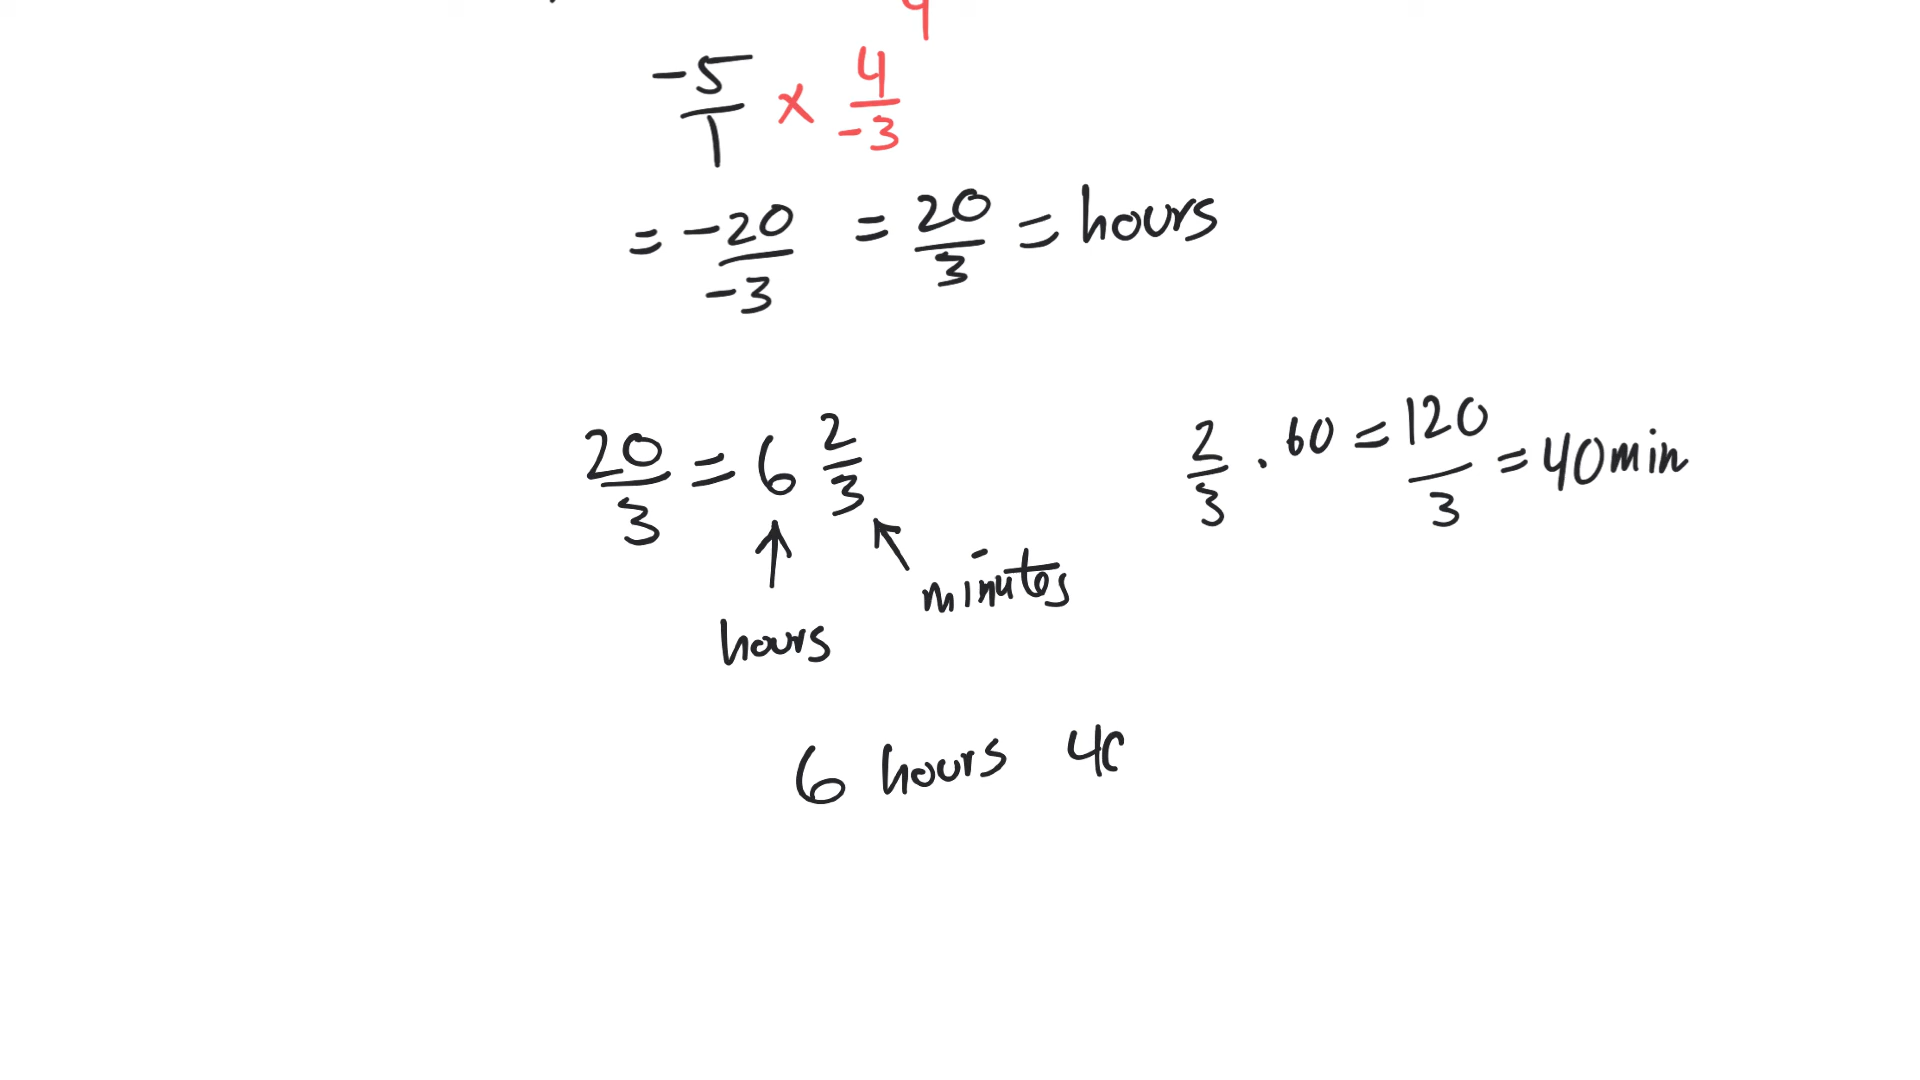 4
-5/1 × 4/-3
= -20/-3 = 20/3 = hours
20/3 = 6 2/3
2/3 . 60 = 120/3 = 40min
minutes
hours
6 hours 4